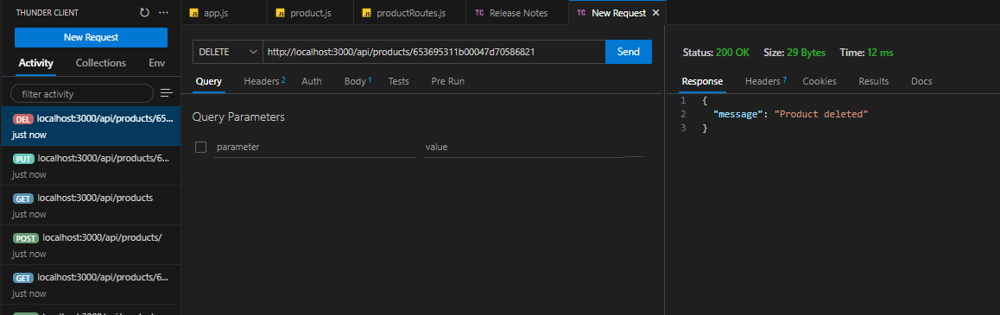 THUNDER CLIENT
New Request
Activity Collections Env
filter activity
DEL localhost:3000/api/products/65...
just now
PUT localhost:3000/api/products/6...
just now
GET localhost:3000/api/products
just now
POST localhost:3000/api/products/
just now
GET localhost:3000/api/products/6...
just now
JS app.js JS product.js JS productRoutes.js TC Release Notes TC New Request
DELETE http://localhost:3000/api/products/653695311b00047d70586821 Send
Query Headers 2 Auth Body 1 Tests Pre Run
Query Parameters
parameter value
Status: 200 OK Size: 29 Bytes Time: 12 ms
Response Headers 7 Cookies Results Docs
1 {
2 "message": "Product deleted"
3 }